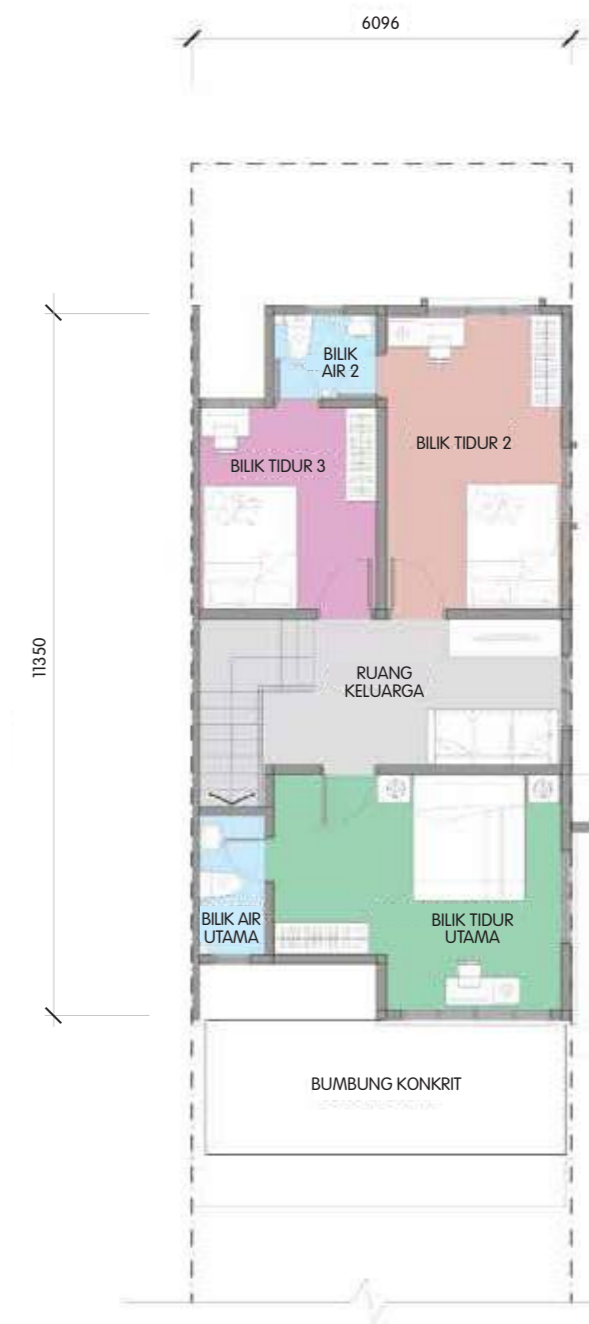 6096
BILIK
AIR 2
BILIK TIDUR 2
BILIK TIDUR 3
11350
RUANG
KELUARGA
BILIK AIR
UTAMA
BILIK TIDUR
UTAMA
BUMBUNG KONKRIT